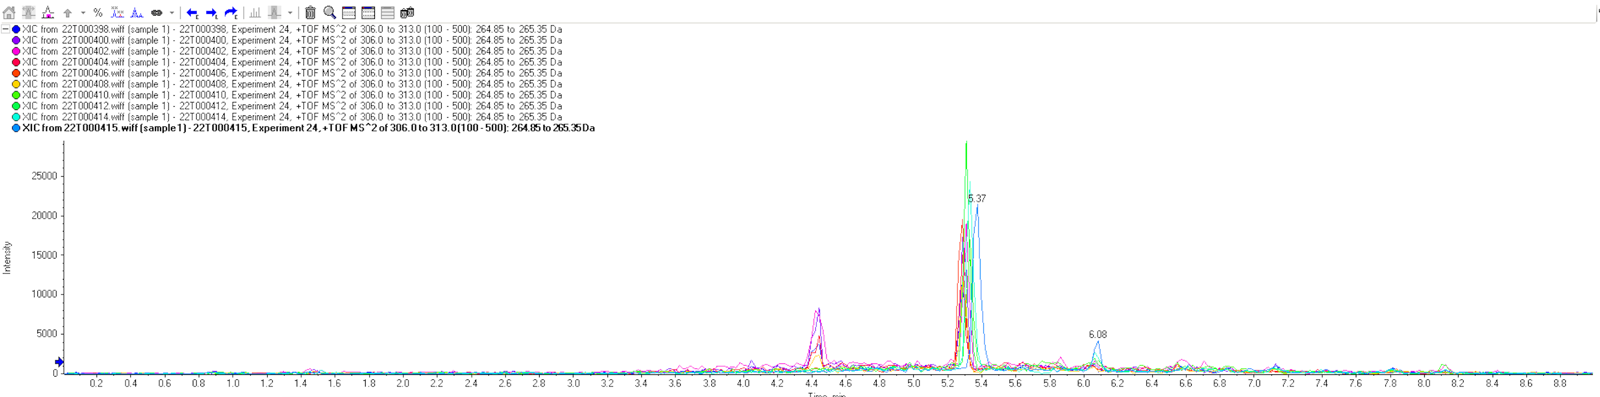 XIC from 22T000398.wiff (sample 1) - 22T000398, Experiment 24, +TOF MS^2 of 306.0 to 313.0 (100 - 500): 264.85 to 265.35 Da
XIC from 22T000400.wiff (sample 1) - 22T000400, Experiment 24, +TOF MS^2 of 306.0 to 313.0 (100 - 500): 264.85 to 265.35 Da
XIC from 22T000402.wiff (sample 1) - 22T000402, Experiment 24, +TOF MS^2 of 306.0 to 313.0 (100 - 500): 264.85 to 265.35 Da
XIC from 22T000404.wiff (sample 1) - 22T000404, Experiment 24, +TOF MS^2 of 306.0 to 313.0 (100 - 500): 264.85 to 265.35 Da
XIC from 22T000406.wiff (sample 1) - 22T000406, Experiment 24, +TOF MS^2 of 306.0 to 313.0 (100 - 500): 264.85 to 265.35 Da
XIC from 22T000408.wiff (sample 1) - 22T000408, Experiment 24, +TOF MS^2 of 306.0 to 313.0 (100 - 500): 264.85 to 265.35 Da
XIC from 22T000410.wiff (sample 1) - 22T000410, Experiment 24, +TOF MS^2 of 306.0 to 313.0 (100 - 500): 264.85 to 265.35 Da
XIC from 22T000412.wiff (sample 1) - 22T000412, Experiment 24, +TOF MS^2 of 306.0 to 313.0 (100 - 500): 264.85 to 265.35 Da
XIC from 22T000414.wiff (sample 1) - 22T000414, Experiment 24, +TOF MS^2 of 306.0 to 313.0 (100 - 500): 264.85 to 265.35 Da
XIC from 22T000415.wiff (sample 1) - 22T000415, Experiment 24, +TOF MS^2 of 306.0 to 313.0 (100 - 500): 264.85 to 265.35 Da
25000
5.37
20000
15000
Intensity
10000
5000
6.08
0
0.2 0.4 0.6 0.8 1.0 1.2 1.4 1.6 1.8 2.0 2.2 2.4 2.6 2.8 3.0 3.2 3.4 3.6 3.8 4.0 4.2 4.4 4.6 4.8 5.0 5.2 5.4 5.6 5.8 6.0 6.2 6.4 6.6 6.8 7.0 7.2 7.4 7.6 7.8 8.0 8.2 8.4 8.6 8.8
Time, min